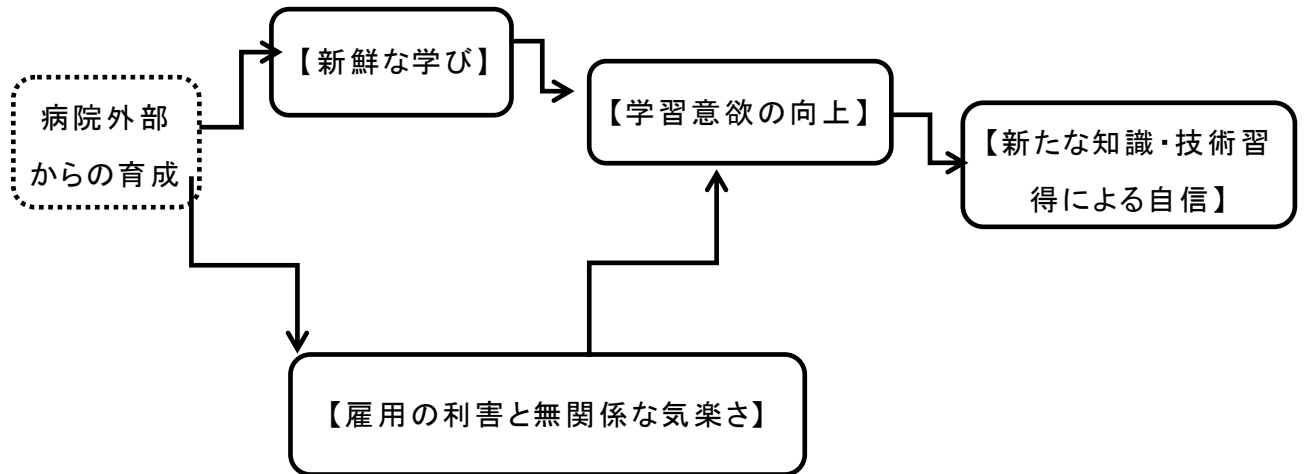 【新鮮な学び】
病院外部
からの育成
【学習意欲の向上】
【新たな知識・技術習
得による自信】
【雇用の利害と無関係な気楽さ】